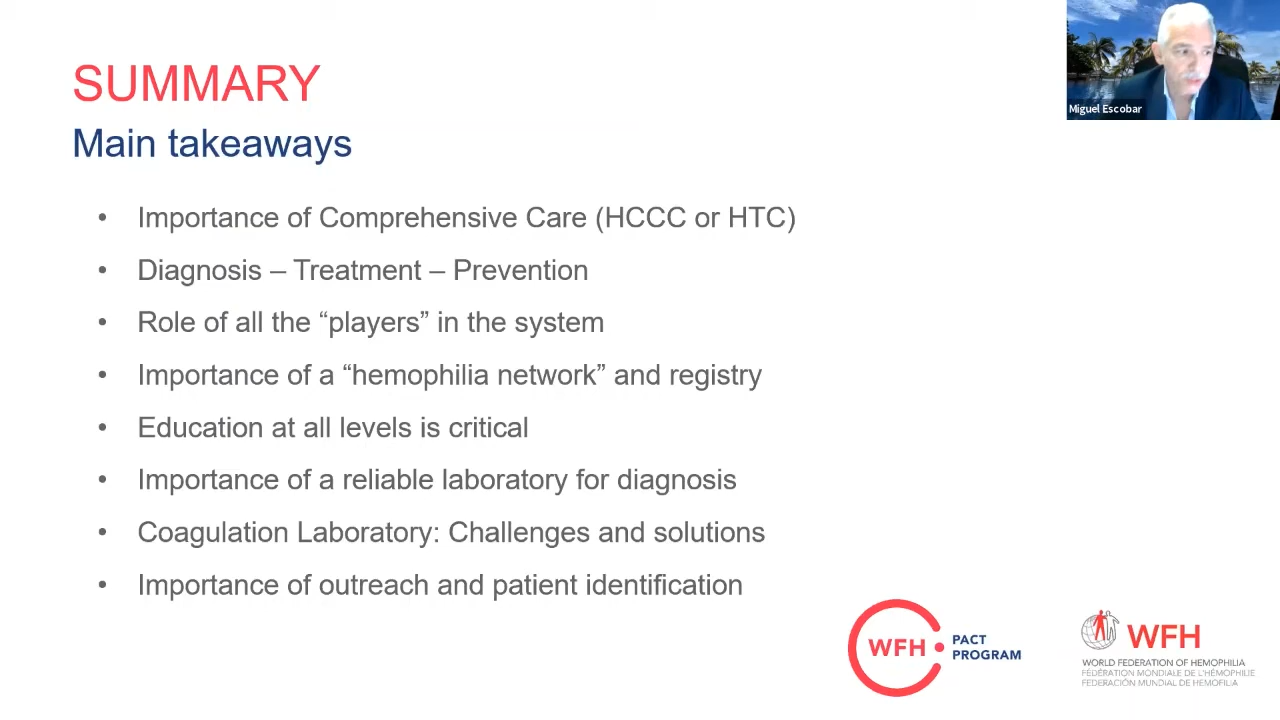 SUMMARY
Main takeaways
Miguel Escobar
• Importance of Comprehensive Care (HCCC or HTC)
• Diagnosis – Treatment – Prevention
• Role of all the “players” in the system
• Importance of a “hemophilia network” and registry
• Education at all levels is critical
• Importance of a reliable laboratory for diagnosis
• Coagulation Laboratory: Challenges and solutions
• Importance of outreach and patient identification
WFH
PACT
PROGRAM
WFH
WORLD FEDERATION OF HEMOPHILIA
FÉDÉRATION MONDIALE DE L'HÉMOPHILIE
FEDERACIÓN MUNDIAL DE HEMOFILIA